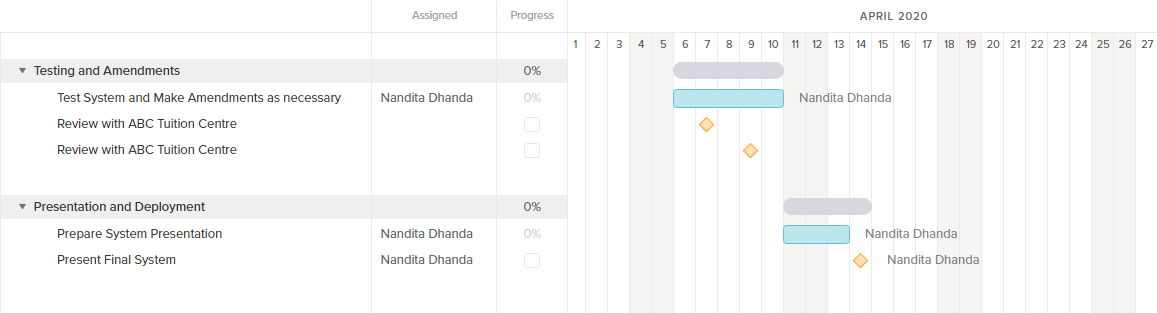 Assigned Progress APRIL 2020
1 2 3 4 5 6 7 8 9 10 11 12 13 14 15 16 17 18 19 20 21 22 23 24 25 26 27
Testing and Amendments 0%
Test System and Make Amendments as necessary Nandita Dhanda 0% Nandita Dhanda
Review with ABC Tuition Centre
Review with ABC Tuition Centre
Presentation and Deployment 0%
Prepare System Presentation Nandita Dhanda 0% Nandita Dhanda
Present Final System Nandita Dhanda Nandita Dhanda